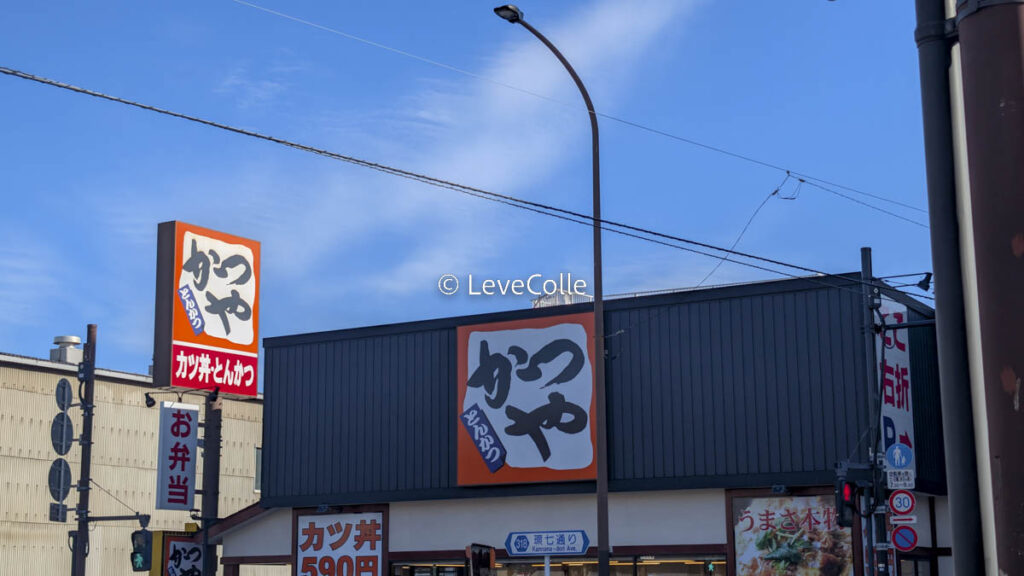 © LeveColle
かつや
とんかつ
カツ丼・とんかつ
お弁当
かつや
とんかつ
カツ丼
590円
318
環七通り
Kannana-dori Ave.
うまさ本物
右折
P
30